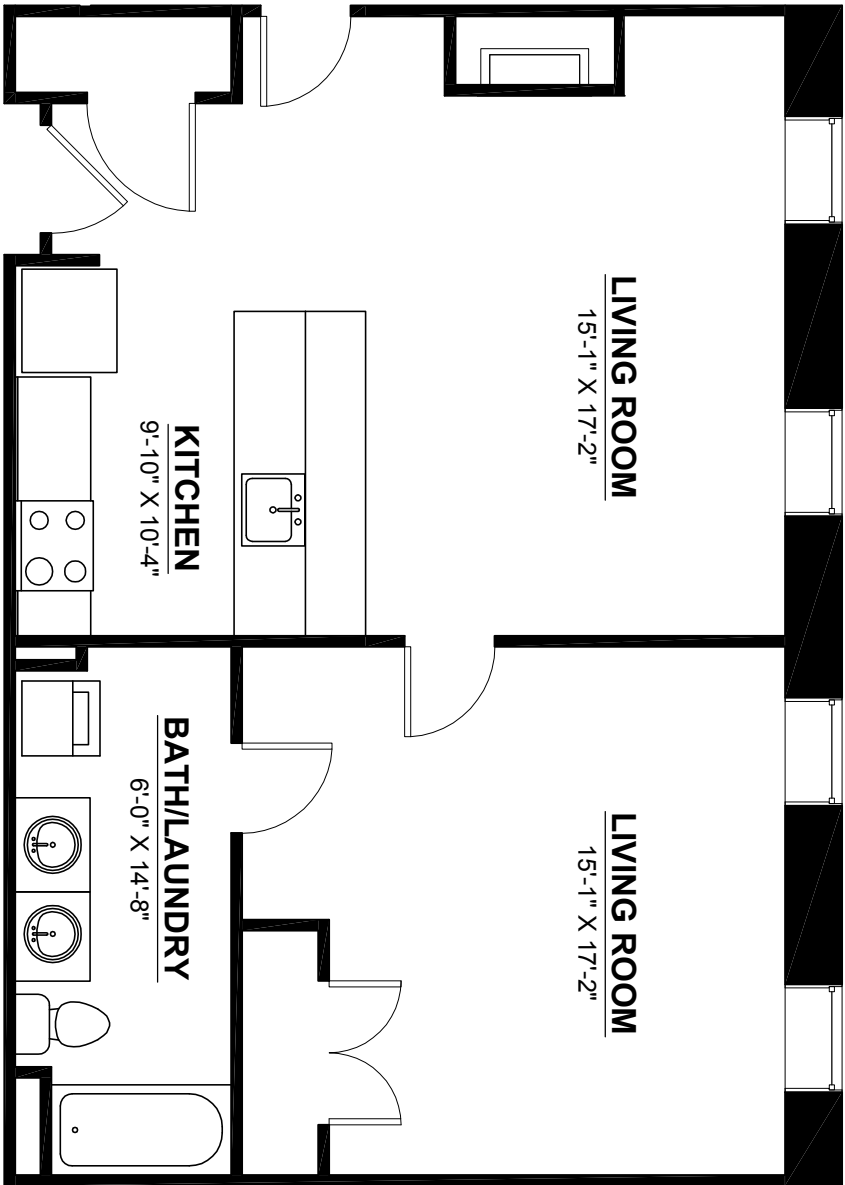 LIVING ROOM
15'-1" X 17'-2"
KITCHEN
9'-10" X 10'-4"
LIVING ROOM
15'-1" X 17'-2"
BATH/LAUNDRY
6'-0" X 14'-8"